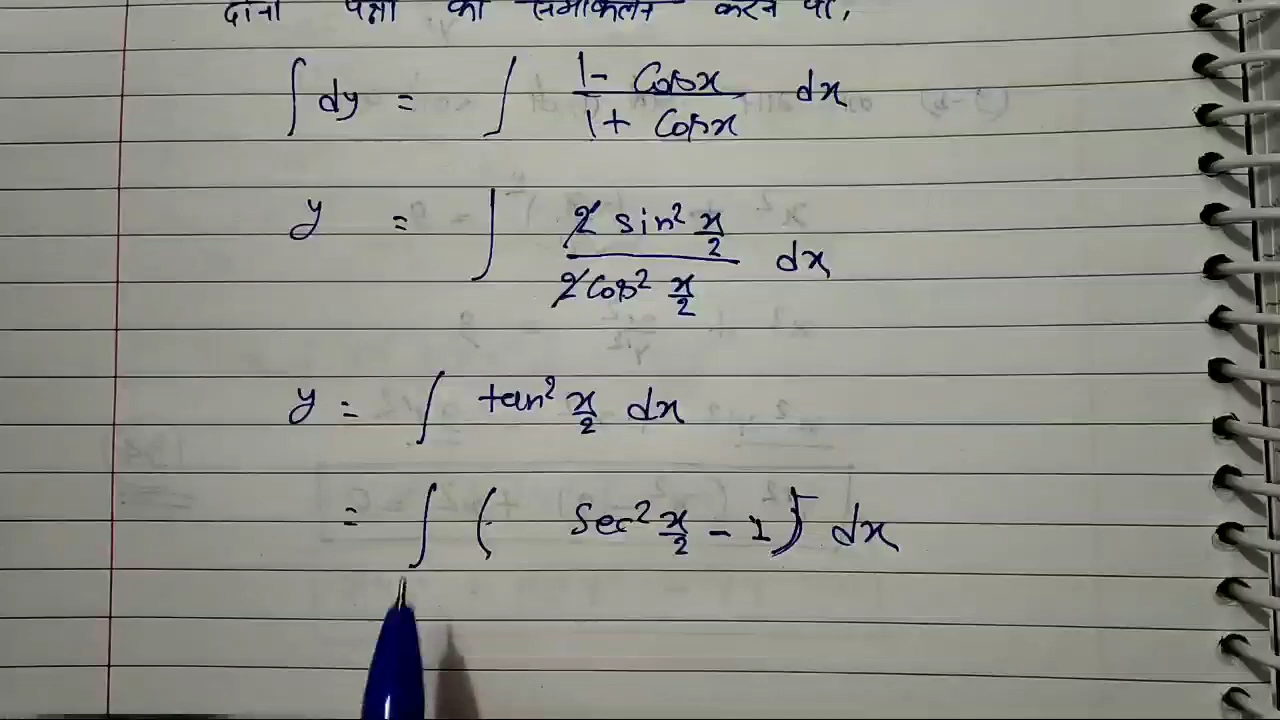 दोनो पक्षो को समाकलन करने पर,
∫ dy = ∫ (1 - Cosx)/(1 + Cosx) dx
y = ∫ (2 sin² x/2)/(2 Cos² x/2) dx
y = ∫ tan² x/2 dx
= ∫ ( Sec² x/2 - 1) dx